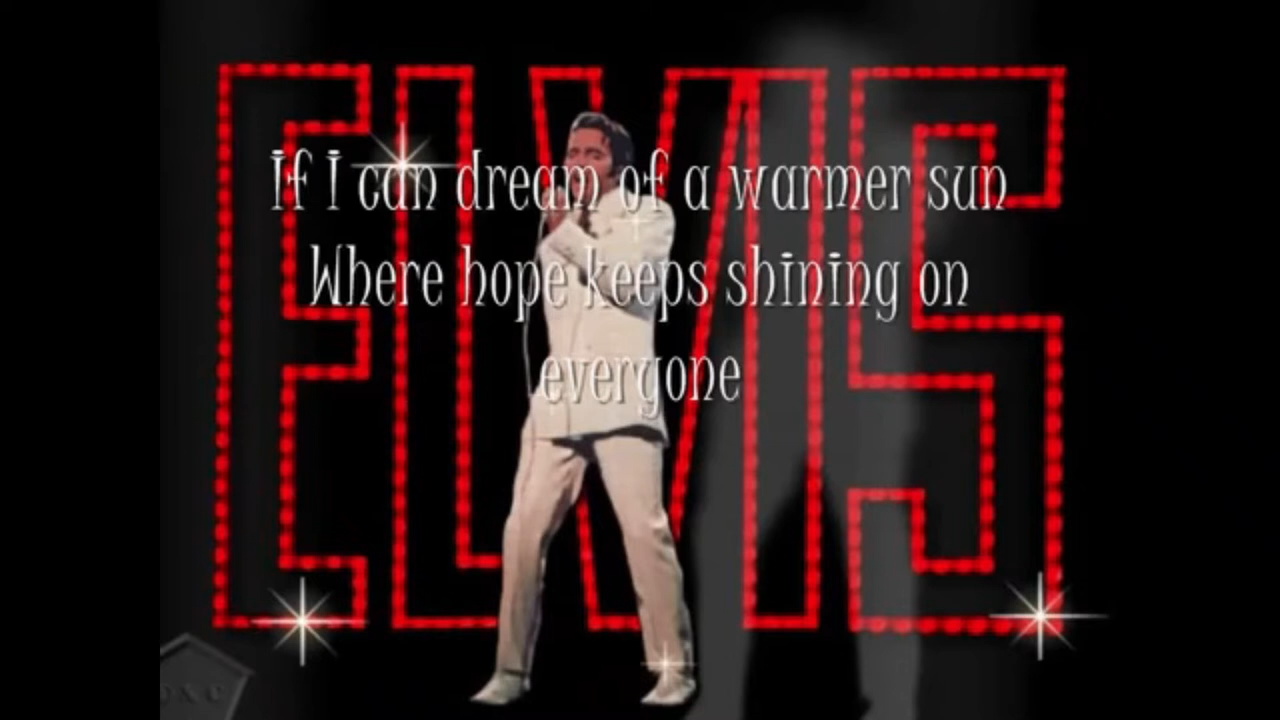 ELVIS
If I can dream of a warmer sun
Where hope keeps shining on
everyone